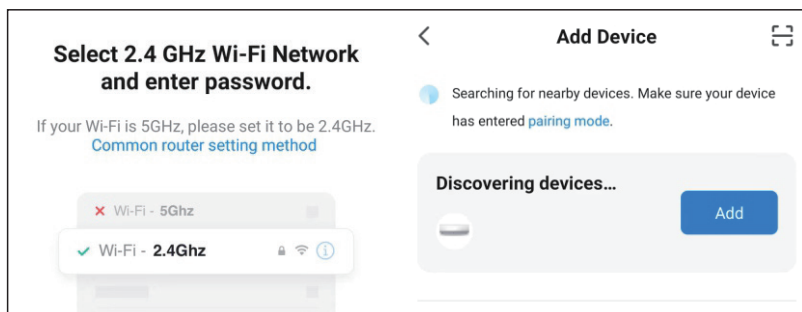 Select 2.4 GHz Wi-Fi Network
and enter password.
If your Wi-Fi is 5GHz, please set it to be 2.4GHz.
Common router setting method
Wi-Fi - 5Ghz
Wi-Fi - 2.4Ghz
Add Device
Searching for nearby devices. Make sure your device
has entered pairing mode.
Discovering devices...
Add